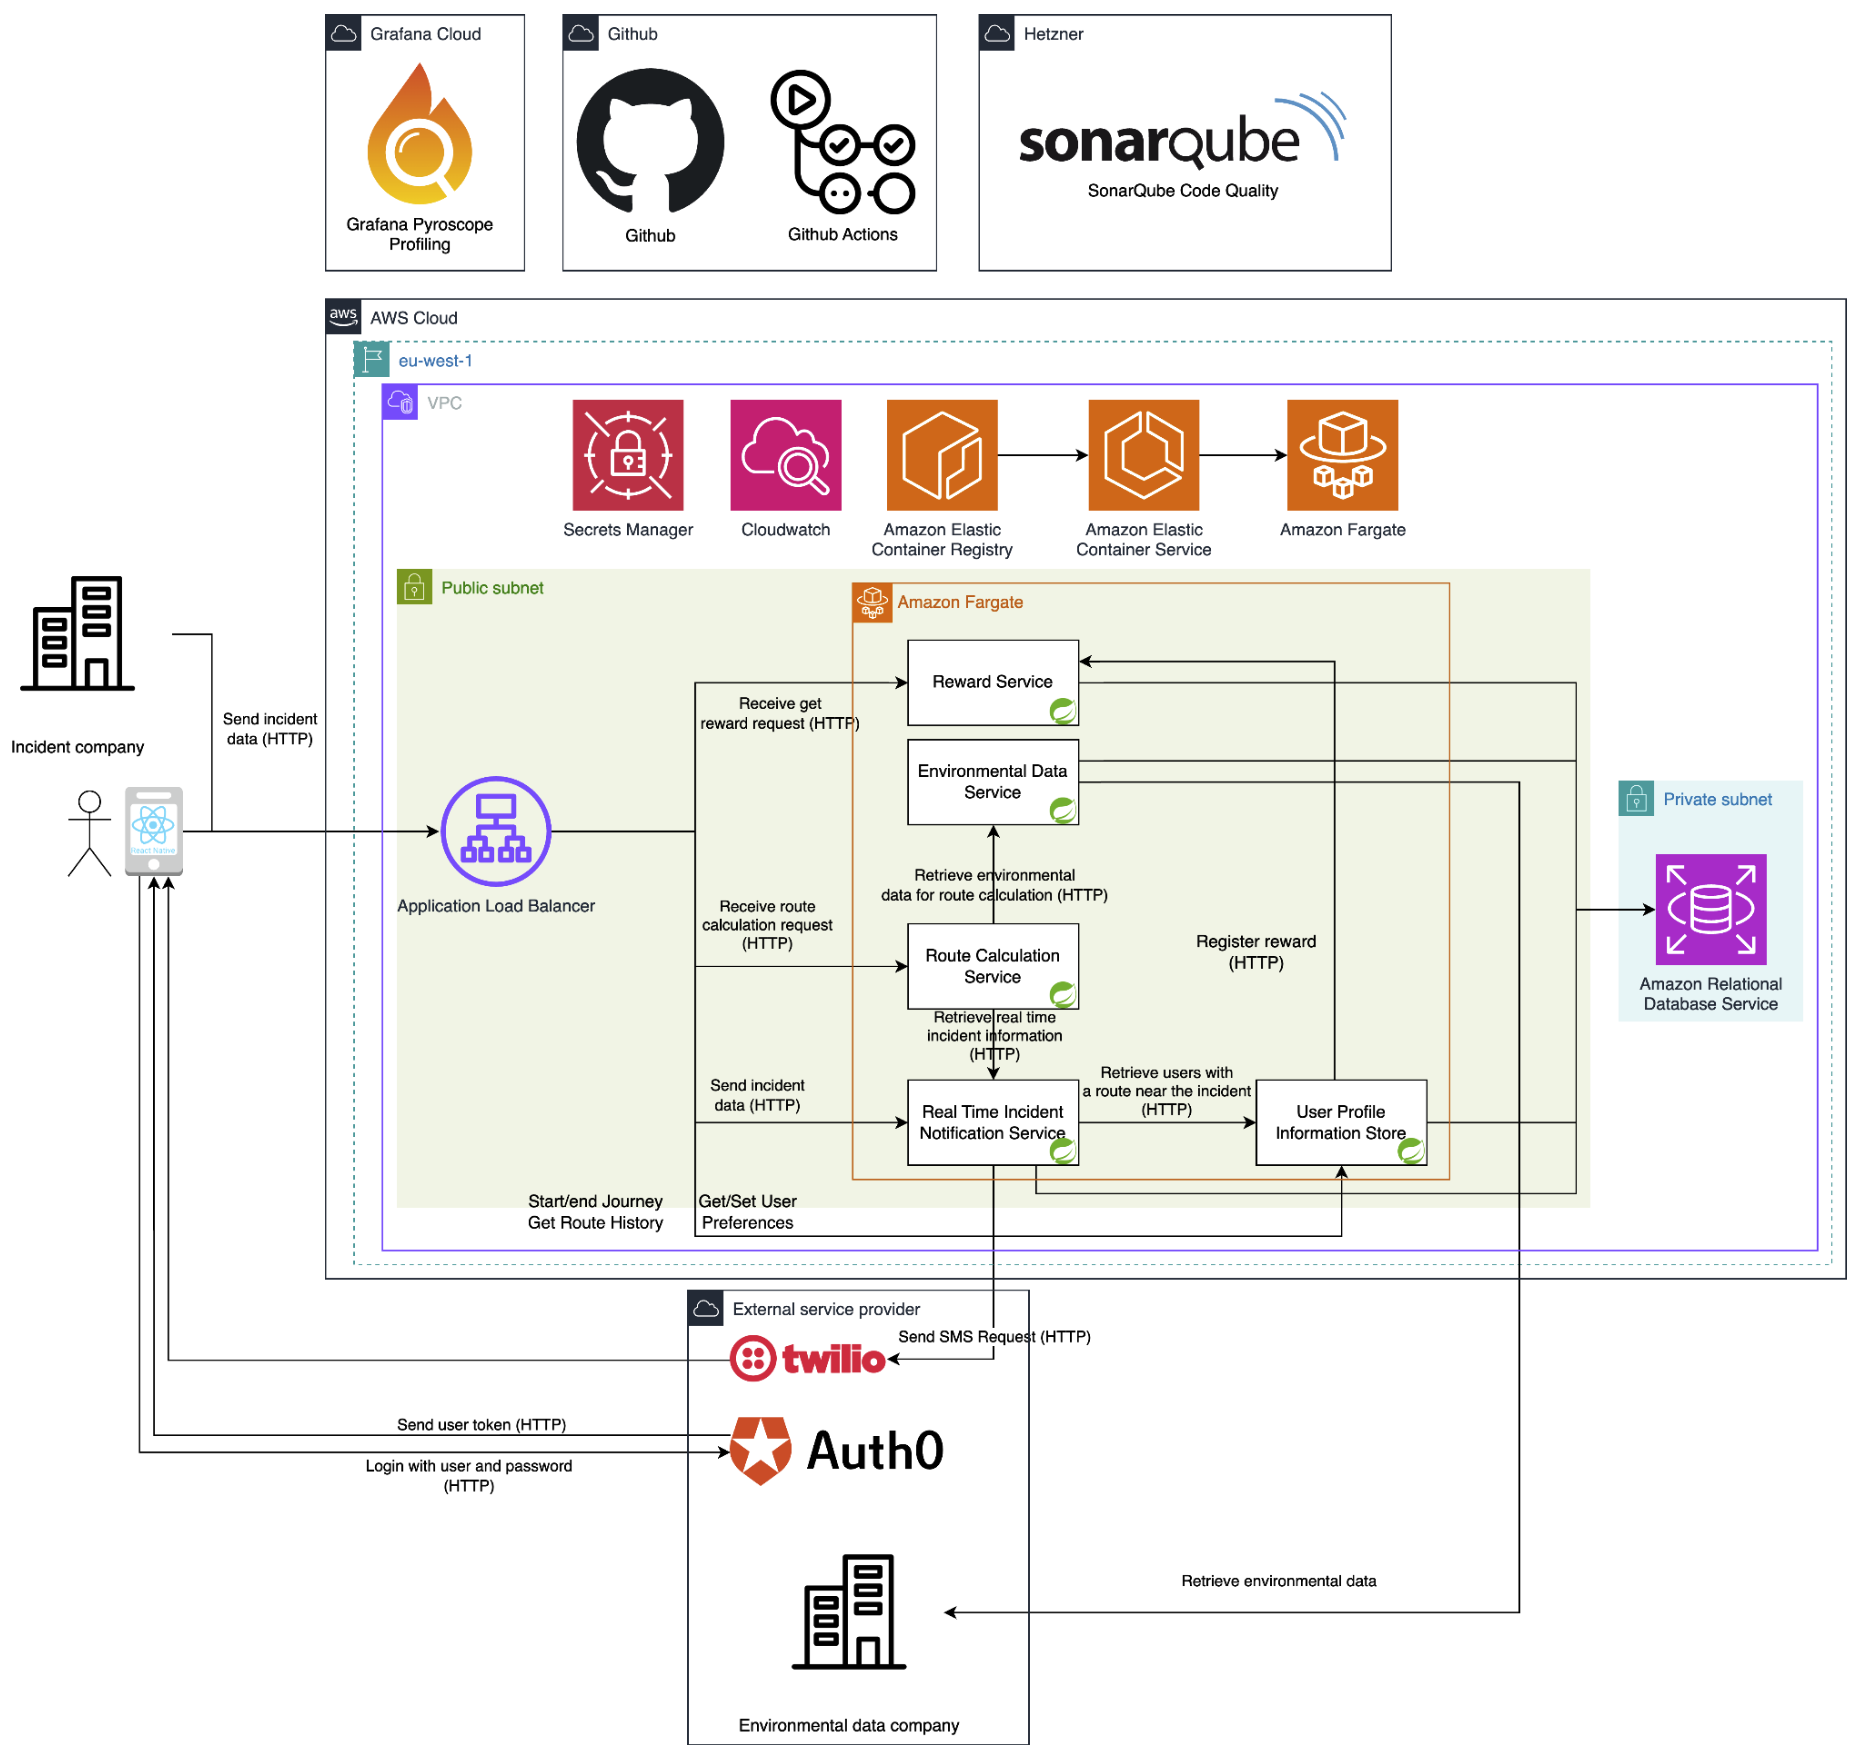 Grafana Cloud
Grafana Pyroscope
Profiling
Github
Github
Github Actions
Hetzner
sonarqube
SonarQube Code Quality
aws
AWS Cloud
eu-west-1
VPC
Secrets Manager
Cloudwatch
Amazon Elastic
Container Registry
Amazon Elastic
Container Service
Amazon Fargate
Public subnet
Amazon Fargate
Incident company
Send incident
data (HTTP)
React Native
Application Load Balancer
Receive get
reward request (HTTP)
Reward Service
Environmental Data
Service
Retrieve environmental
data for route calculation (HTTP)
Receive route
calculation request
(HTTP)
Route Calculation
Service
Retrieve real time
incident information
(HTTP)
Register reward
(HTTP)
Send incident
data (HTTP)
Real Time Incident
Notification Service
Retrieve users with
a route near the incident
(HTTP)
User Profile
Information Store
Start/end Journey
Get Route History
Get/Set User
Preferences
Private subnet
Amazon Relational
Database Service
External service provider
Send SMS Request (HTTP)
twilio
Send user token (HTTP)
Auth0
Login with user and password
(HTTP)
Retrieve environmental data
Environmental data company